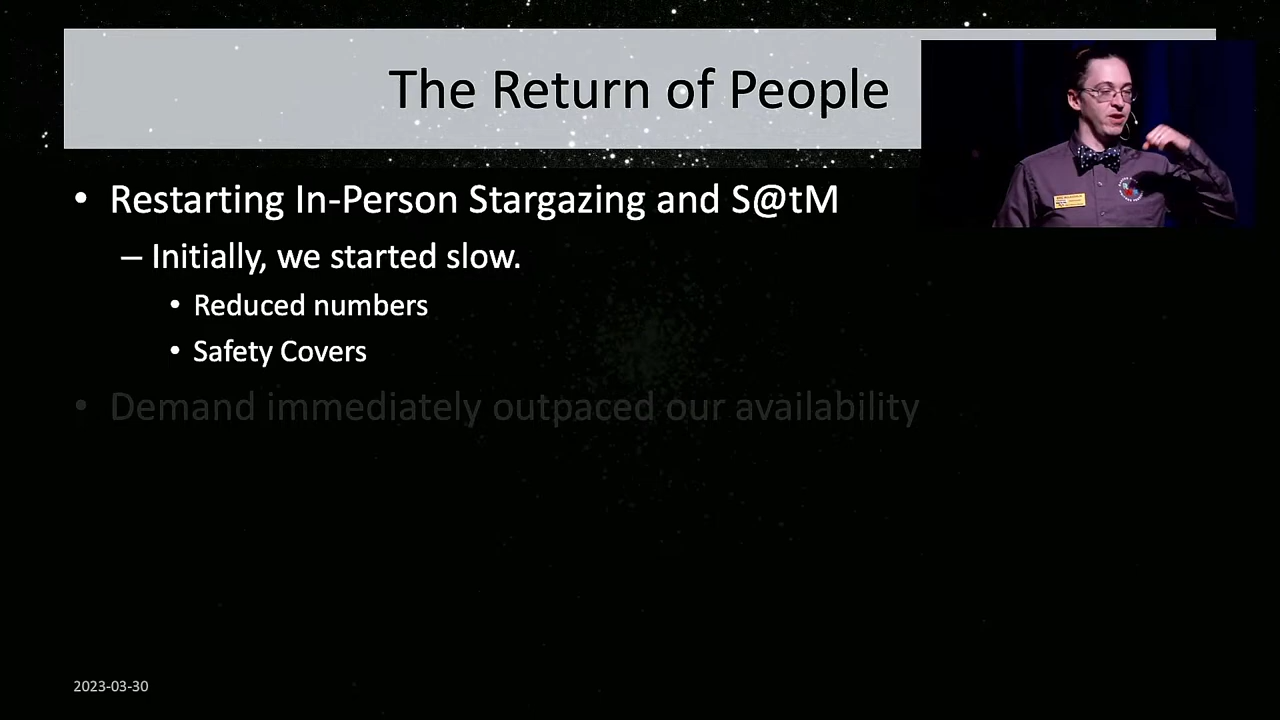 The Return of People
• Restarting In-Person Stargazing and S@tM
– Initially, we started slow.
• Reduced numbers
• Safety Covers
• Demand immediately outpaced our availability
2023-03-30